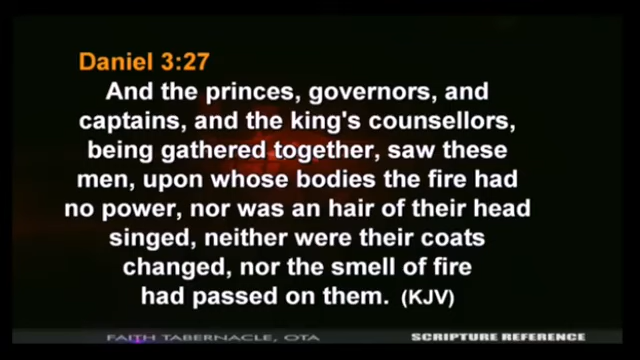 Daniel 3:27
And the princes, governors, and
captains, and the king's counsellors,
being gathered together, saw these
men, upon whose bodies the fire had
no power, nor was an hair of their head
singed, neither were their coats
changed, nor the smell of fire
had passed on them. (KJV)
FAITH TABERNACLE, OTA SCRIPTURE REFERENCE